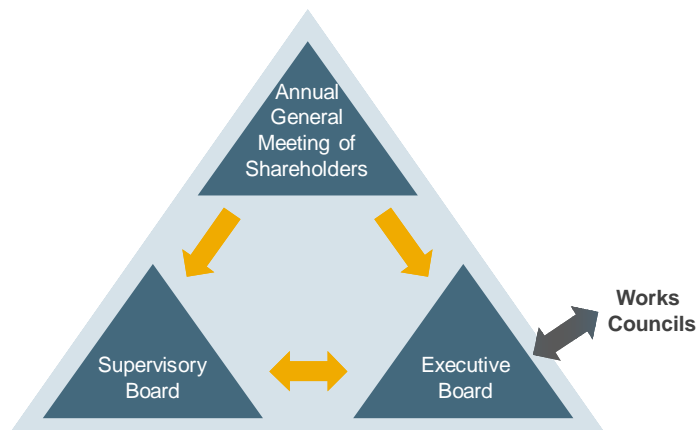 Annual
General
Meeting of
Shareholders
Works
Councils
Supervisory
Board
Executive
Board